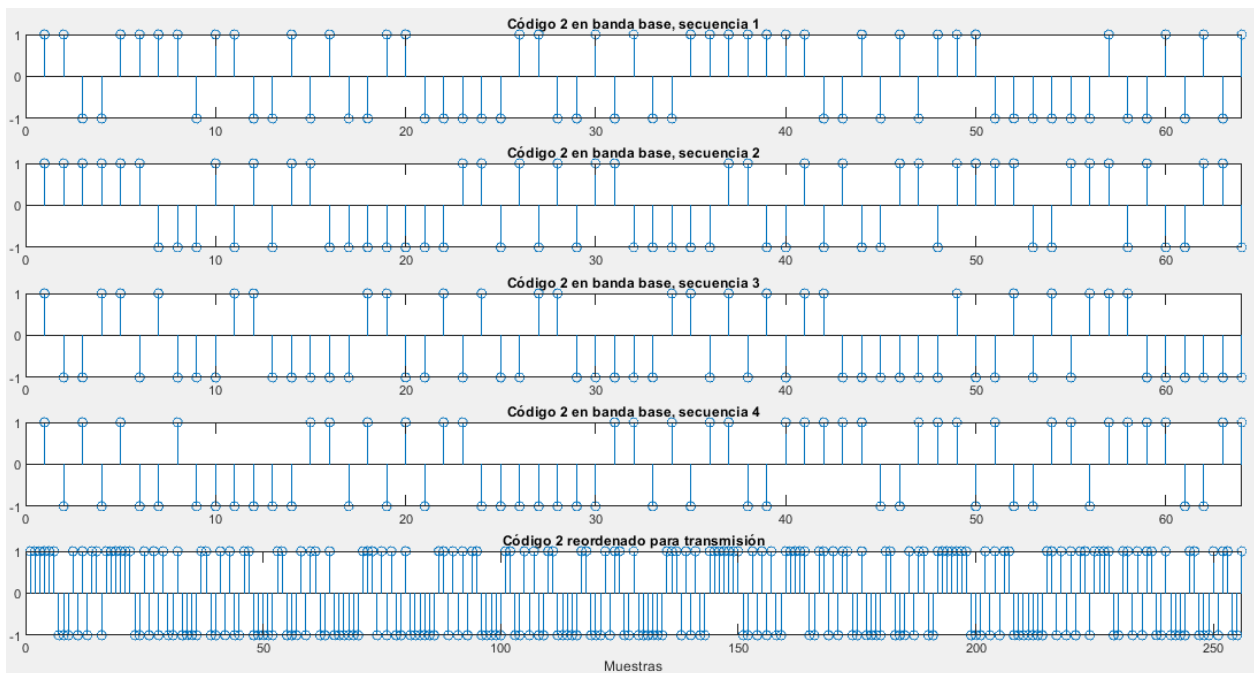 Código 2 en banda base, secuencia 1
1
0
-1
0 10 20 30 40 50 60
Código 2 en banda base, secuencia 2
1
0
-1
0 10 20 30 40 50 60
Código 2 en banda base, secuencia 3
1
0
-1
0 10 20 30 40 50 60
Código 2 en banda base, secuencia 4
1
0
-1
0 10 20 30 40 50 60
Código 2 reordenado para transmisión
1
0
-1
0 50 100 150 200 250
Muestras